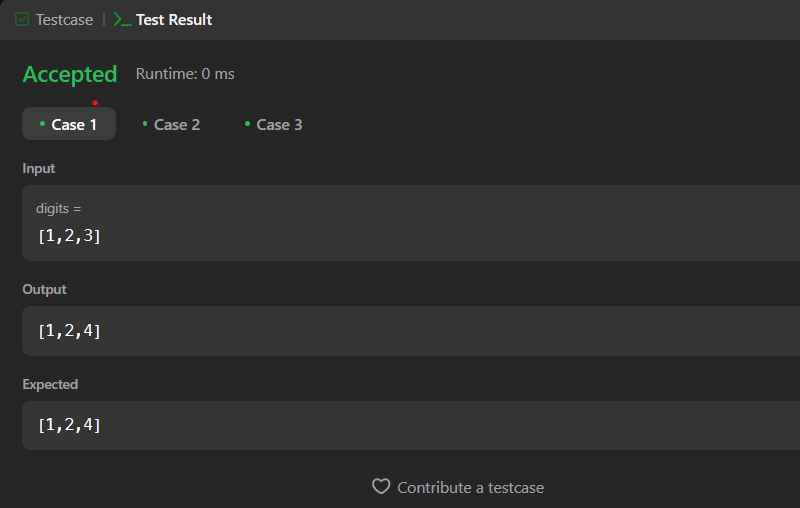 Testcase | Test Result
Accepted Runtime: 0 ms
Case 1 Case 2 Case 3
Input
digits =
[1,2,3]
Output
[1,2,4]
Expected
[1,2,4]
Contribute a testcase